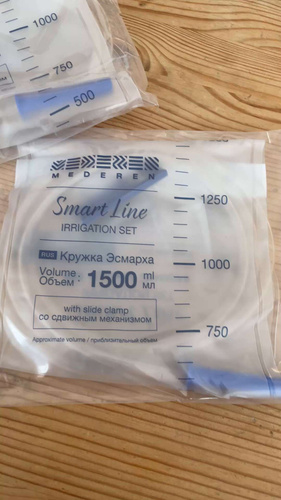 1000
750
500
MEDEREN
Smart Line
IRRIGATION SET
RUS Кружка Эсмарха
Volume: 1500 ml
Объем: мл
with slide clamp
со сдвижным механизмом
Approximate volume / приблизительный объем
1250
1000
750